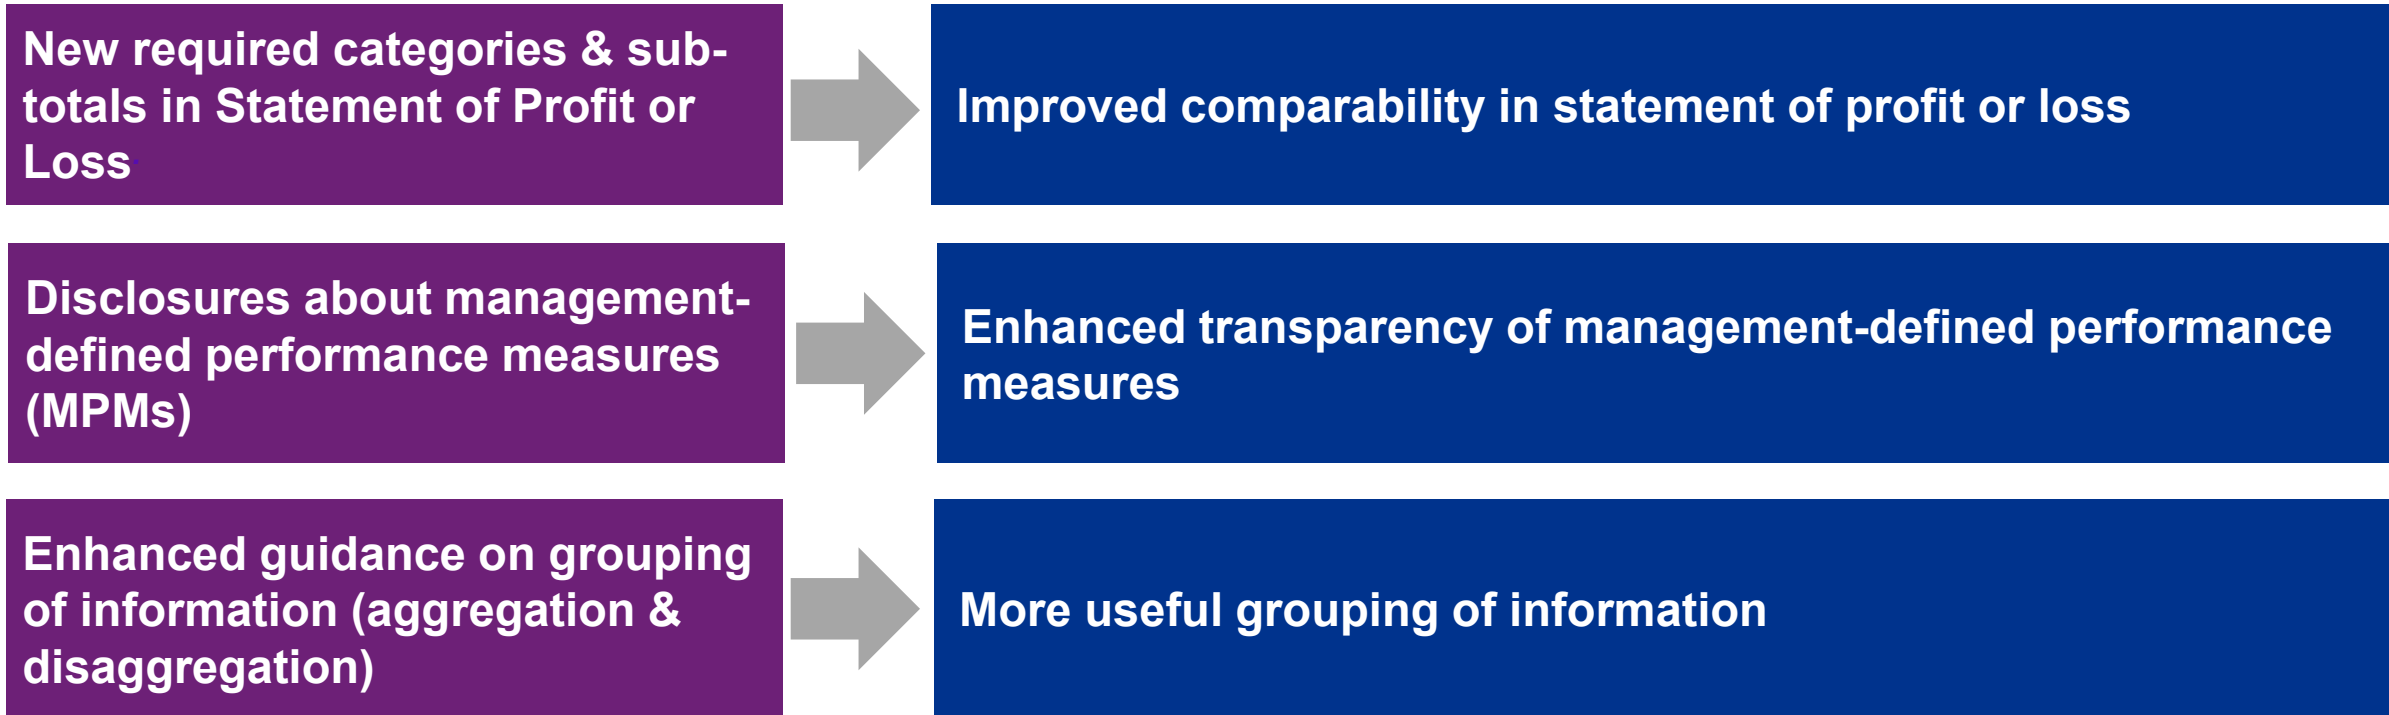 New required categories & sub-
totals in Statement of Profit or
Loss
Improved comparability in statement of profit or loss
Disclosures about management-
defined performance measures
(MPMs)
Enhanced transparency of management-defined performance
measures
Enhanced guidance on grouping
of information (aggregation &
disaggregation)
More useful grouping of information